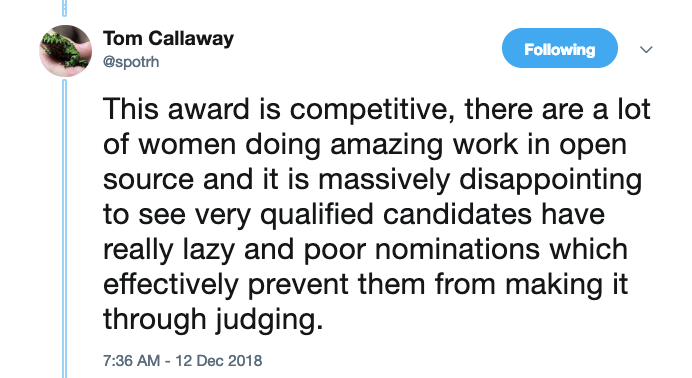 Tom Callaway
@spotrh
Following
This award is competitive, there are a lot
of women doing amazing work in open
source and it is massively disappointing
to see very qualified candidates have
really lazy and poor nominations which
effectively prevent them from making it
through judging.
7:36 AM - 12 Dec 2018